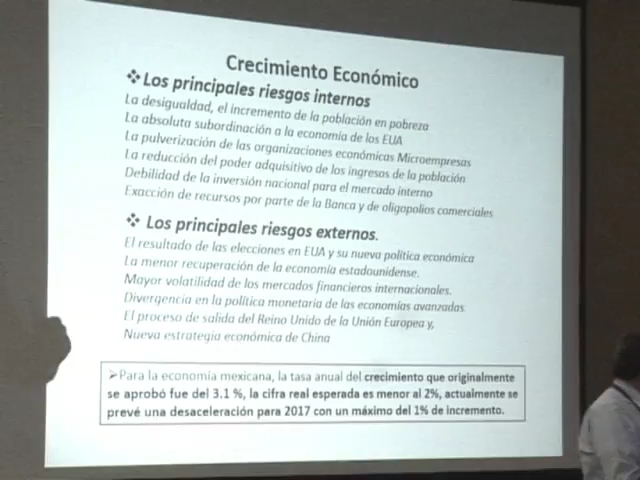 Crecimiento Económico
❖Los principales riesgos internos
La desigualdad, el incremento de la población en pobreza
La absoluta subordinación a la economía de los EUA
La pulverización de las organizaciones económicas Microempresas
La reducción del poder adquisitivo de los ingresos de la población
Debilidad de la inversión nacional para el mercado interno
Exacción de recursos por parte de la Banca y de oligopolios comerciales
❖ Los principales riesgos externos.
El resultado de las elecciones en EUA y su nueva política económica
La menor recuperación de la economía estadounidense.
Mayor volatilidad de los mercados financieros internacionales.
Divergencia en la política monetaria de las economías avanzadas.
El proceso de salida del Reino Unido de la Unión Europea y,
Nueva estrategia económica de China
➢Para la economía mexicana, la tasa anual del crecimiento que originalmente
se aprobó fue del 3.1 %, la cifra real esperada es menor al 2%, actualmente se
prevé una desaceleración para 2017 con un máximo del 1% de incremento.